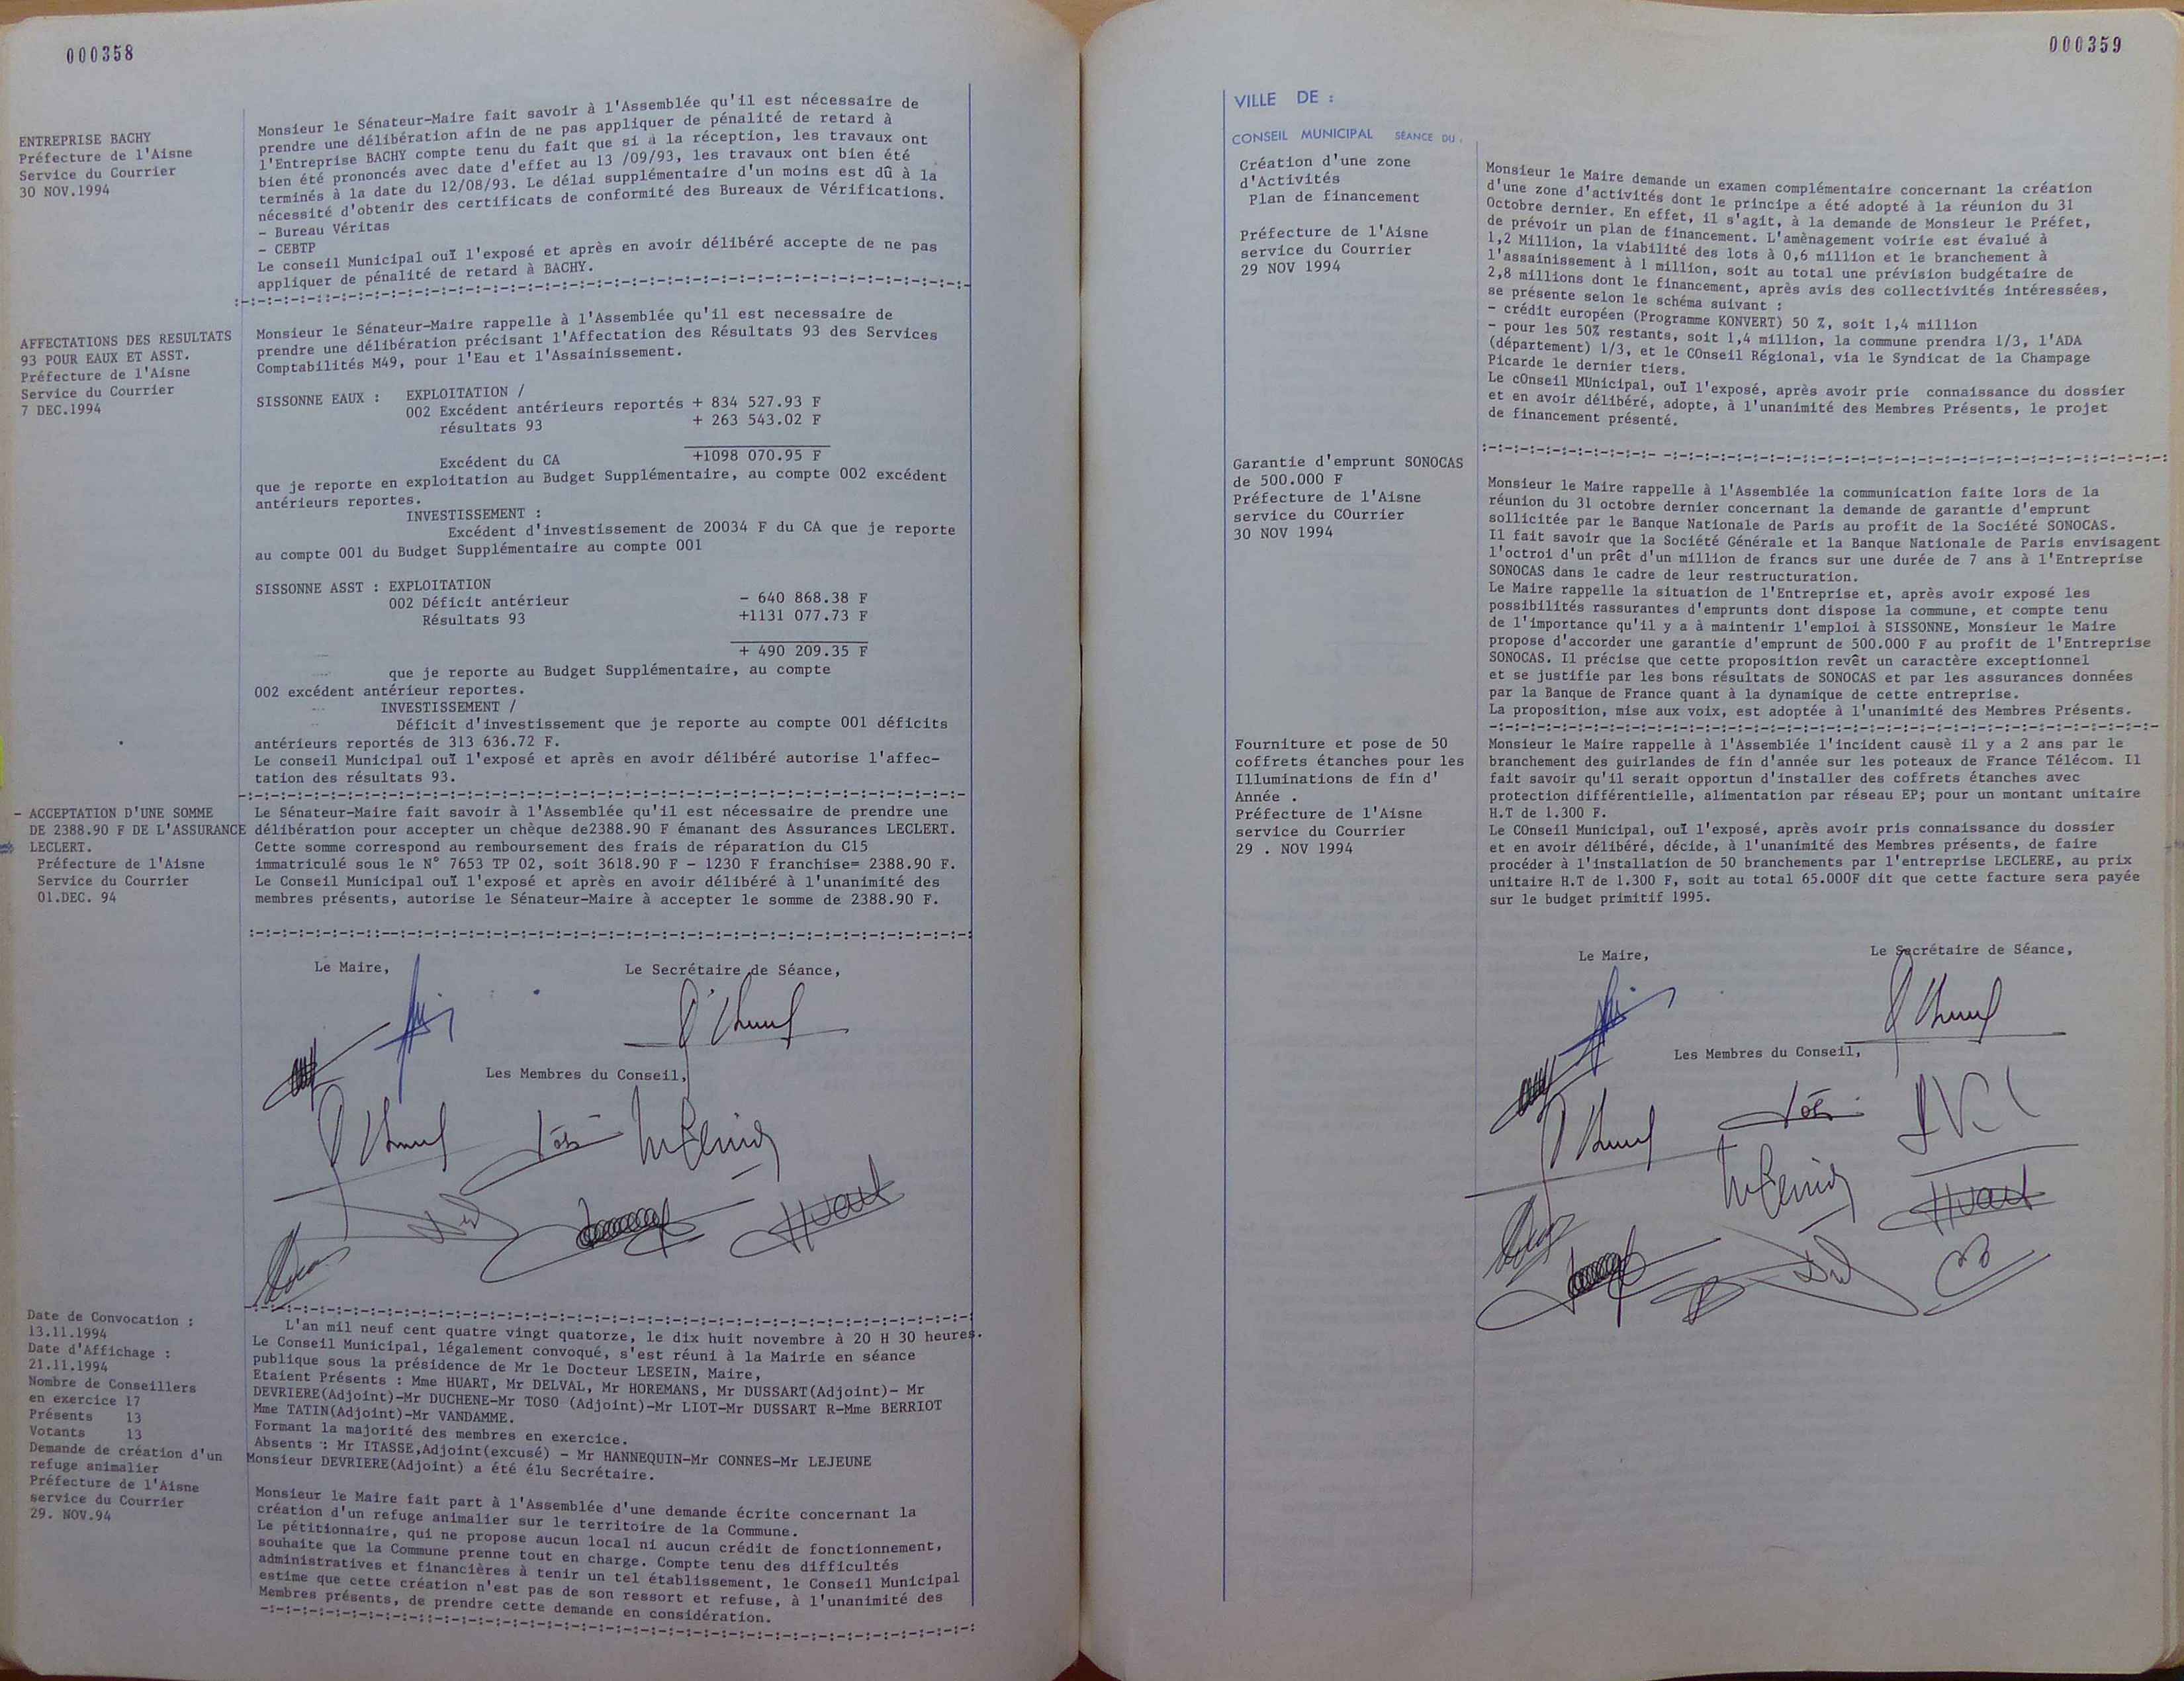 000358
ENTREPRISE BACHY
Préfecture de l'Aisne
Service du Courrier
30 NOV.1994
Monsieur le Sénateur-Maire fait savoir à l'Assemblée qu'il est nécessaire de
prendre une délibération afin de ne pas appliquer de pénalité de retard à
l'Entreprise BACHY compte tenu du fait que si à la réception, les travaux ont
bien été prononcés avec date d'effet au 13 /09/93, les travaux ont bien été
terminés à la date du 12/08/93. Le délai supplémentaire d'un moins est dû à la
nécessité d'obtenir des certificats de conformité des Bureaux de Vérifications.
- Bureau Véritas
- CEBTP
Le conseil Municipal ouï l'exposé et après en avoir délibéré accepte de ne pas
appliquer de pénalité de retard à BACHY.
AFFECTATIONS DES RESULTATS
93 POUR EAUX ET ASST.
Préfecture de l'Aisne
Service du Courrier
7 DEC.1994
Monsieur le Sénateur-Maire rappelle à l'Assemblée qu'il est necessaire de
prendre une délibération précisant l'Affectation des Résultats 93 des Services
Comptabilités M49, pour l'Eau et l'Assainissement.
SISSONNE EAUX : EXPLOITATION /
002 Excédent antérieurs reportés + 834 527.93 F
résultats 93 + 263 543.02 F
Excédent du CA +1098 070.95 F
que je reporte en exploitation au Budget Supplémentaire, au compte 002 excédent
antérieurs reportes.
INVESTISSEMENT :
Excédent d'investissement de 20034 F du CA que je reporte
au compte 001 du Budget Supplémentaire au compte 001
SISSONNE ASST : EXPLOITATION
002 Déficit antérieur - 640 868.38 F
Résultats 93 +1131 077.73 F
+ 490 209.35 F
que je reporte au Budget Supplémentaire, au compte
002 excédent antérieur reportes.
INVESTISSEMENT /
Déficit d'investissement que je reporte au compte 001 déficits
antérieurs reportés de 313 636.72 F.
Le conseil Municipal ouï l'exposé et après en avoir délibéré autorise l'affec-
tation des résultats 93.
- ACCEPTATION D'UNE SOMME
DE 2388.90 F DE L'ASSURANCE
LECLERT.
Préfecture de l'Aisne
Service du Courrier
01.DEC. 94
Le Sénateur-Maire fait savoir à l'Assemblée qu'il est nécessaire de prendre une
délibération pour accepter un chèque de2388.90 F émanant des Assurances LECLERT.
Cette somme correspond au remboursement des frais de réparation du C15
immatriculé sous le N° 7653 TP 02, soit 3618.90 F - 1230 F franchise= 2388.90 F.
Le Conseil Municipal ouï l'exposé et après en avoir délibéré à l'unanimité des
membres présents, autorise le Sénateur-Maire à accepter le somme de 2388.90 F.
Le Maire, Le Secrétaire de Séance,
Les Membres du Conseil,
Huart
Date de Convocation :
13.11.1994
Date d'Affichage :
21.11.1994
Nombre de Conseillers
en exercice 17
Présents 13
Votants 13
Demande de création d'un
refuge animalier
Préfecture de l'Aisne
service du Courrier
29. NOV.94
L'an mil neuf cent quatre vingt quatorze, le dix huit novembre à 20 H 30 heures.
Le Conseil Municipal, légalement convoqué, s'est réuni à la Mairie en séance
publique sous la présidence de Mr le Docteur LESEIN, Maire,
Etaient Présents : Mme HUART, Mr DELVAL, Mr HOREMANS, Mr DUSSART(Adjoint)- Mr
DEVRIERE(Adjoint)-Mr DUCHENE-Mr TOSO (Adjoint)-Mr LIOT-Mr DUSSART R-Mme BERRIOT
Mme TATIN(Adjoint)-Mr VANDAMME.
Formant la majorité des membres en exercice.
Absents : Mr ITASSE,Adjoint(excusé) - Mr HANNEQUIN-Mr CONNES-Mr LEJEUNE
Monsieur DEVRIERE(Adjoint) a été élu Secrétaire.
Monsieur le Maire fait part à l'Assemblée d'une demande écrite concernant la
création d'un refuge animalier sur le territoire de la Commune.
Le pétitionnaire, qui ne propose aucun local ni aucun crédit de fonctionnement,
souhaite que la Commune prenne tout en charge. Compte tenu des difficultés
administratives et financières à tenir un tel établissement, le Conseil Municipal
estime que cette création n'est pas de son ressort et refuse, à l'unanimité des
Membres présents, de prendre cette demande en considération.
000359
VILLE DE :
CONSEIL MUNICIPAL SÉANCE DU
Création d'une zone
d'Activités
Plan de financement
Préfecture de l'Aisne
service du Courrier
29 NOV 1994
Monsieur le Maire demande un examen complémentaire concernant la création
d'une zone d'activités dont le principe a été adopté à la réunion du 31
Octobre dernier. En effet, il s'agit, à la demande de Monsieur le Préfet,
de prévoir un plan de financement. L'amènagement voirie est évalué à
1,2 Million, la viabilité des lots à 0,6 million et le branchement à
l'assainissement à 1 million, soit au total une prévision budgétaire de
2,8 millions dont le financement, après avis des collectivités intéressées,
se présente selon le schéma suivant :
- crédit européen (Programme KONVERT) 50 %, soit 1,4 million
- pour les 50% restants, soit 1,4 million, la commune prendra 1/3, l'ADA
(département) 1/3, et le COnseil Régional, via le Syndicat de la Champage
Picarde le dernier tiers.
Le cOnseil MUnicipal, ouï l'exposé, après avoir prie connaissance du dossier
et en avoir délibéré, adopte, à l'unanimité des Membres Présents, le projet
de financement présenté.
Garantie d'emprunt SONOCAS
de 500.000 F
Préfecture de l'Aisne
service du COurrier
30 NOV 1994
Monsieur le Maire rappelle à l'Assemblée la communication faite lors de la
réunion du 31 octobre dernier concernant la demande de garantie d'emprunt
sollicitée par le Banque Nationale de Paris au profit de la Société SONOCAS.
Il fait savoir que la Société Générale et la Banque Nationale de Paris envisagent
l'octroi d'un prêt d'un million de francs sur une durée de 7 ans à l'Entreprise
SONOCAS dans le cadre de leur restructuration.
Le Maire rappelle la situation de l'Entreprise et, après avoir exposé les
possibilités rassurantes d'emprunts dont dispose la commune, et compte tenu
de l'importance qu'il y a à maintenir l'emploi à SISSONNE, Monsieur le Maire
propose d'accorder une garantie d'emprunt de 500.000 F au profit de l'Entreprise
SONOCAS. Il précise que cette proposition revêt un caractère exceptionnel
et se justifie par les bons résultats de SONOCAS et par les assurances données
par la Banque de France quant à la dynamique de cette entreprise.
La proposition, mise aux voix, est adoptée à l'unanimité des Membres Présents.
Fourniture et pose de 50
coffrets étanches pour les
Illuminations de fin d'
Année .
Préfecture de l'Aisne
service du Courrier
29 . NOV 1994
Monsieur le Maire rappelle à l'Assemblée l'incident causè il y a 2 ans par le
branchement des guirlandes de fin d'année sur les poteaux de France Télécom. Il
fait savoir qu'il serait opportun d'installer des coffrets étanches avec
protection différentielle, alimentation par réseau EP; pour un montant unitaire
H.T de 1.300 F.
Le COnseil Municipal, ouï l'exposé, après avoir pris connaissance du dossier
et en avoir délibéré, décide, à l'unanimité des Membres présents, de faire
procéder à l'installation de 50 branchements par l'entreprise LECLERE, au prix
unitaire H.T de 1.300 F, soit au total 65.000F dit que cette facture sera payée
sur le budget primitif 1995.
Le Maire, Le Secrétaire de Séance,
Les Membres du Conseil,
Huart